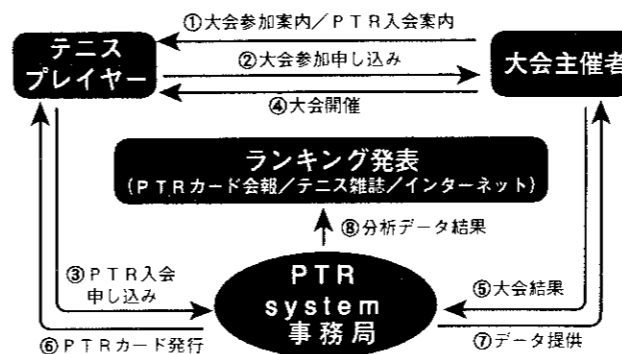 ①大会参加案内／ＰＴＲ入会案内
テニス
プレイヤー
②大会参加申し込み
大会主催者
④大会開催
ランキング発表
（ＰＴＲカード会報／テニス雑誌／インターネット）
⑧分析データ結果
③ＰＴＲ入会
申し込み
ＰＴＲ
system
事務局
⑤大会結果
⑥ＰＴＲカード発行
⑦データ提供